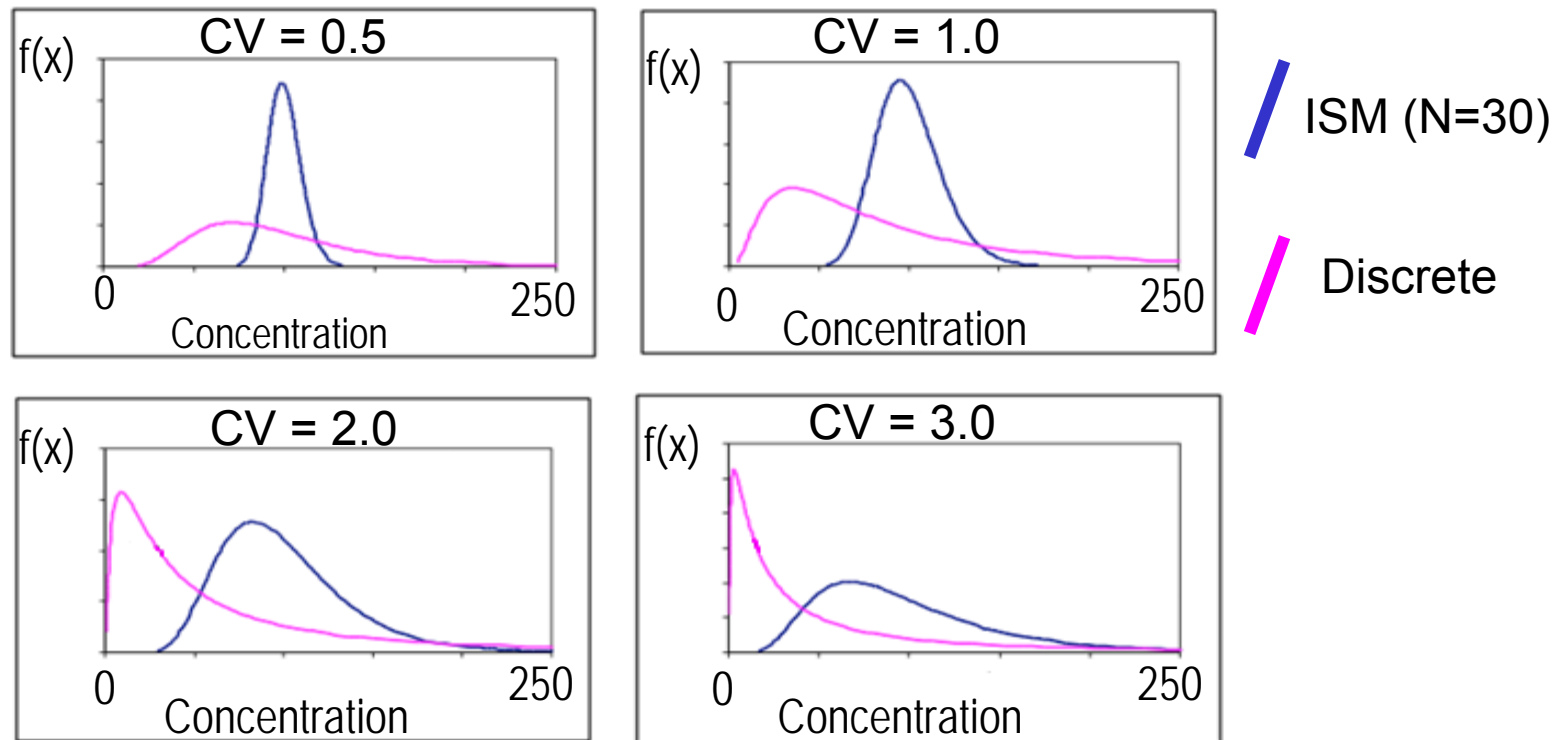 CV = 0.5
f(x)
0
250
Concentration
CV = 1.0
f(x)
0
250
Concentration
ISM (N=30)
Discrete
CV = 2.0
f(x)
0
250
Concentration
CV = 3.0
f(x)
0
250
Concentration